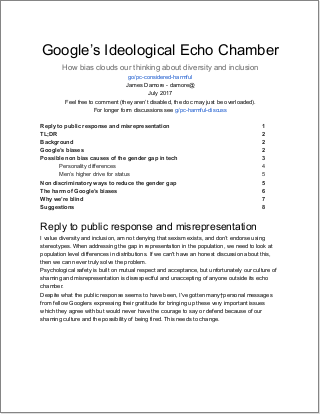 Google's Ideological Echo Chamber
How bias clouds our thinking about diversity and inclusion
go/pc-considered-harmful
James Damore - damore@
July 2017
Feel free to comment (they aren't disabled, the doc may just be overloaded).
For longer form discussions see g/pc-harmful-discuss
Reply to public response and misrepresentation 1
TL;DR 2
Background 2
Google's biases 2
Possible non bias causes of the gender gap in tech 3
Personality differences 4
Men's higher drive for status 5
Non discriminatory ways to reduce the gender gap 5
The harm of Google's biases 6
Why we're blind 7
Suggestions 8
Reply to public response and misrepresentation
I value diversity and inclusion, am not denying that sexism exists, and don't endorse using
stereotypes. When addressing the gap in representation in the population, we need to look at
population level differences in distributions. If we can't have an honest discussion about this,
then we can never truly solve the problem.
Psychological safety is built on mutual respect and acceptance, but unfortunately our culture of
shaming and misrepresentation is disrespectful and unaccepting of anyone outside its echo
chamber.
Despite what the public response seems to have been, I've gotten many† personal messages
from fellow Googlers expressing their gratitude for bringing up these very important issues
which they agree with but would never have the courage to say or defend because of our
shaming culture and the possibility of being fired. This needs to change.